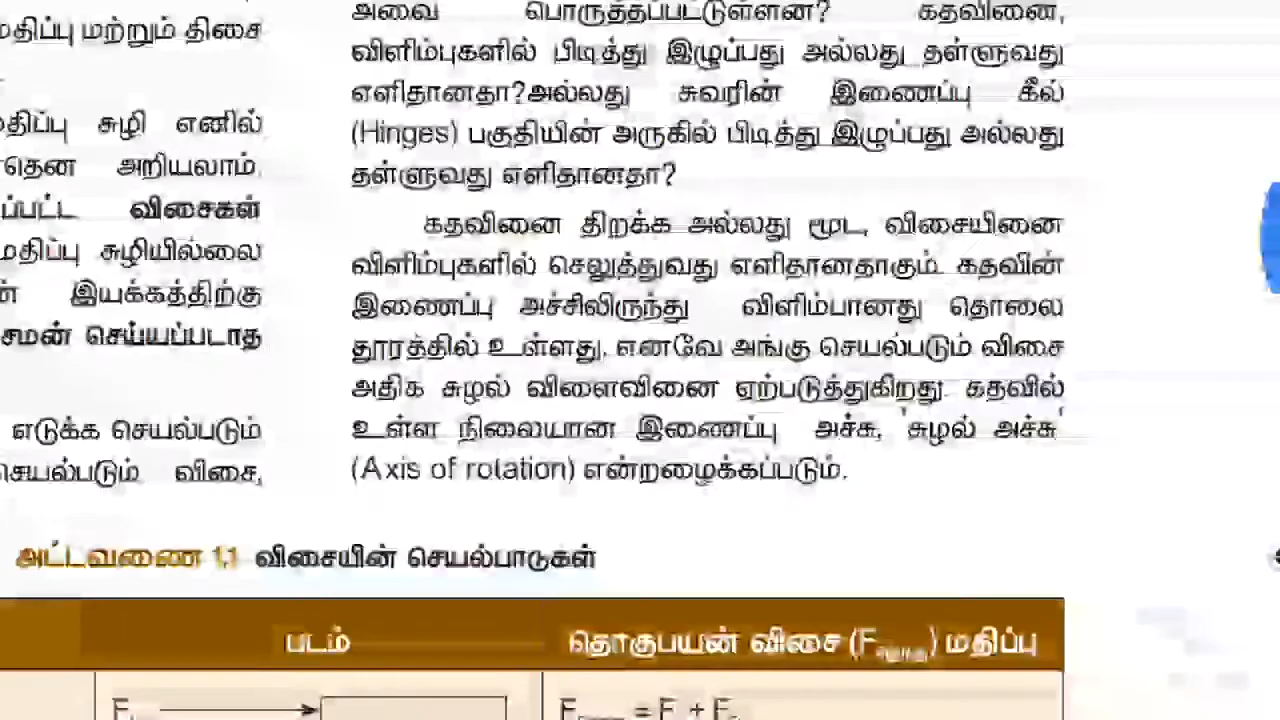 மதிப்பு மற்றும் திசை
மதிப்பு சுழி எனில்
தென அறியலாம்.
ப்பட்ட விசைகள்
மதிப்பு சுழியில்லை
ன் இயக்கத்திற்கு
சமன் செய்யப்படாத
எடுக்க செயல்படும்
செயல்படும் விசை,
அவை பொருத்தப்பட்டுள்ளன? கதவினை,
விளிம்புகளில் பிடித்து இழுப்பது அல்லது தள்ளுவது
எளிதானதா?அல்லது சுவரின் இணைப்பு கீல்
(Hinges) பகுதியின் அருகில் பிடித்து இழுப்பது அல்லது
தள்ளுவது எளிதானதா?
கதவினை திறக்க அல்லது மூட, விசையினை
விளிம்புகளில் செலுத்துவது எளிதானதாகும். கதவின்
இணைப்பு அச்சிலிருந்து விளிம்பானது தொலை
தூரத்தில் உள்ளது. எனவே அங்கு செயல்படும் விசை
அதிக சுழல் விளைவினை ஏற்படுத்துகிறது. கதவில்
உள்ள நிலையான இணைப்பு அச்சு, 'சுழல் அச்சு'
(Axis of rotation) என்றழைக்கப்படும்.
அட்டவணை 1.1 விசையின் செயல்பாடுகள்
படம் தொகுபயன் விசை (F) மதிப்பு